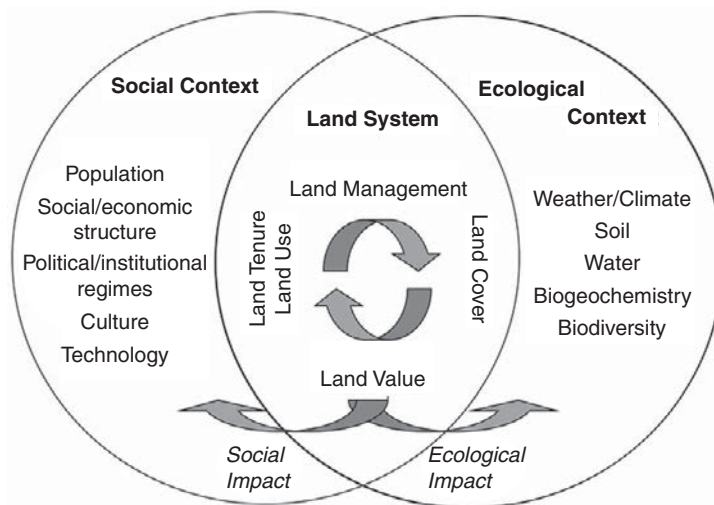 Social Context
Population
Social/economic
structure
Political/institutional
regimes
Culture
Technology
Land System
Land Management
Land Tenure
Land Use
Land Cover
Land Value
Ecological
Context
Weather/Climate
Soil
Water
Biogeochemistry
Biodiversity
Social
Impact
Ecological
Impact